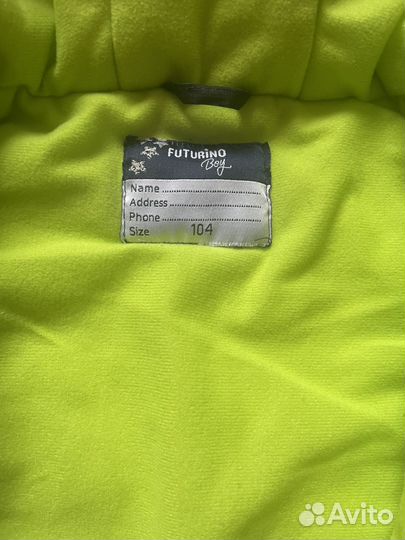 FUTURINO
Boy
Name
Address
Phone
Size 104
Avito